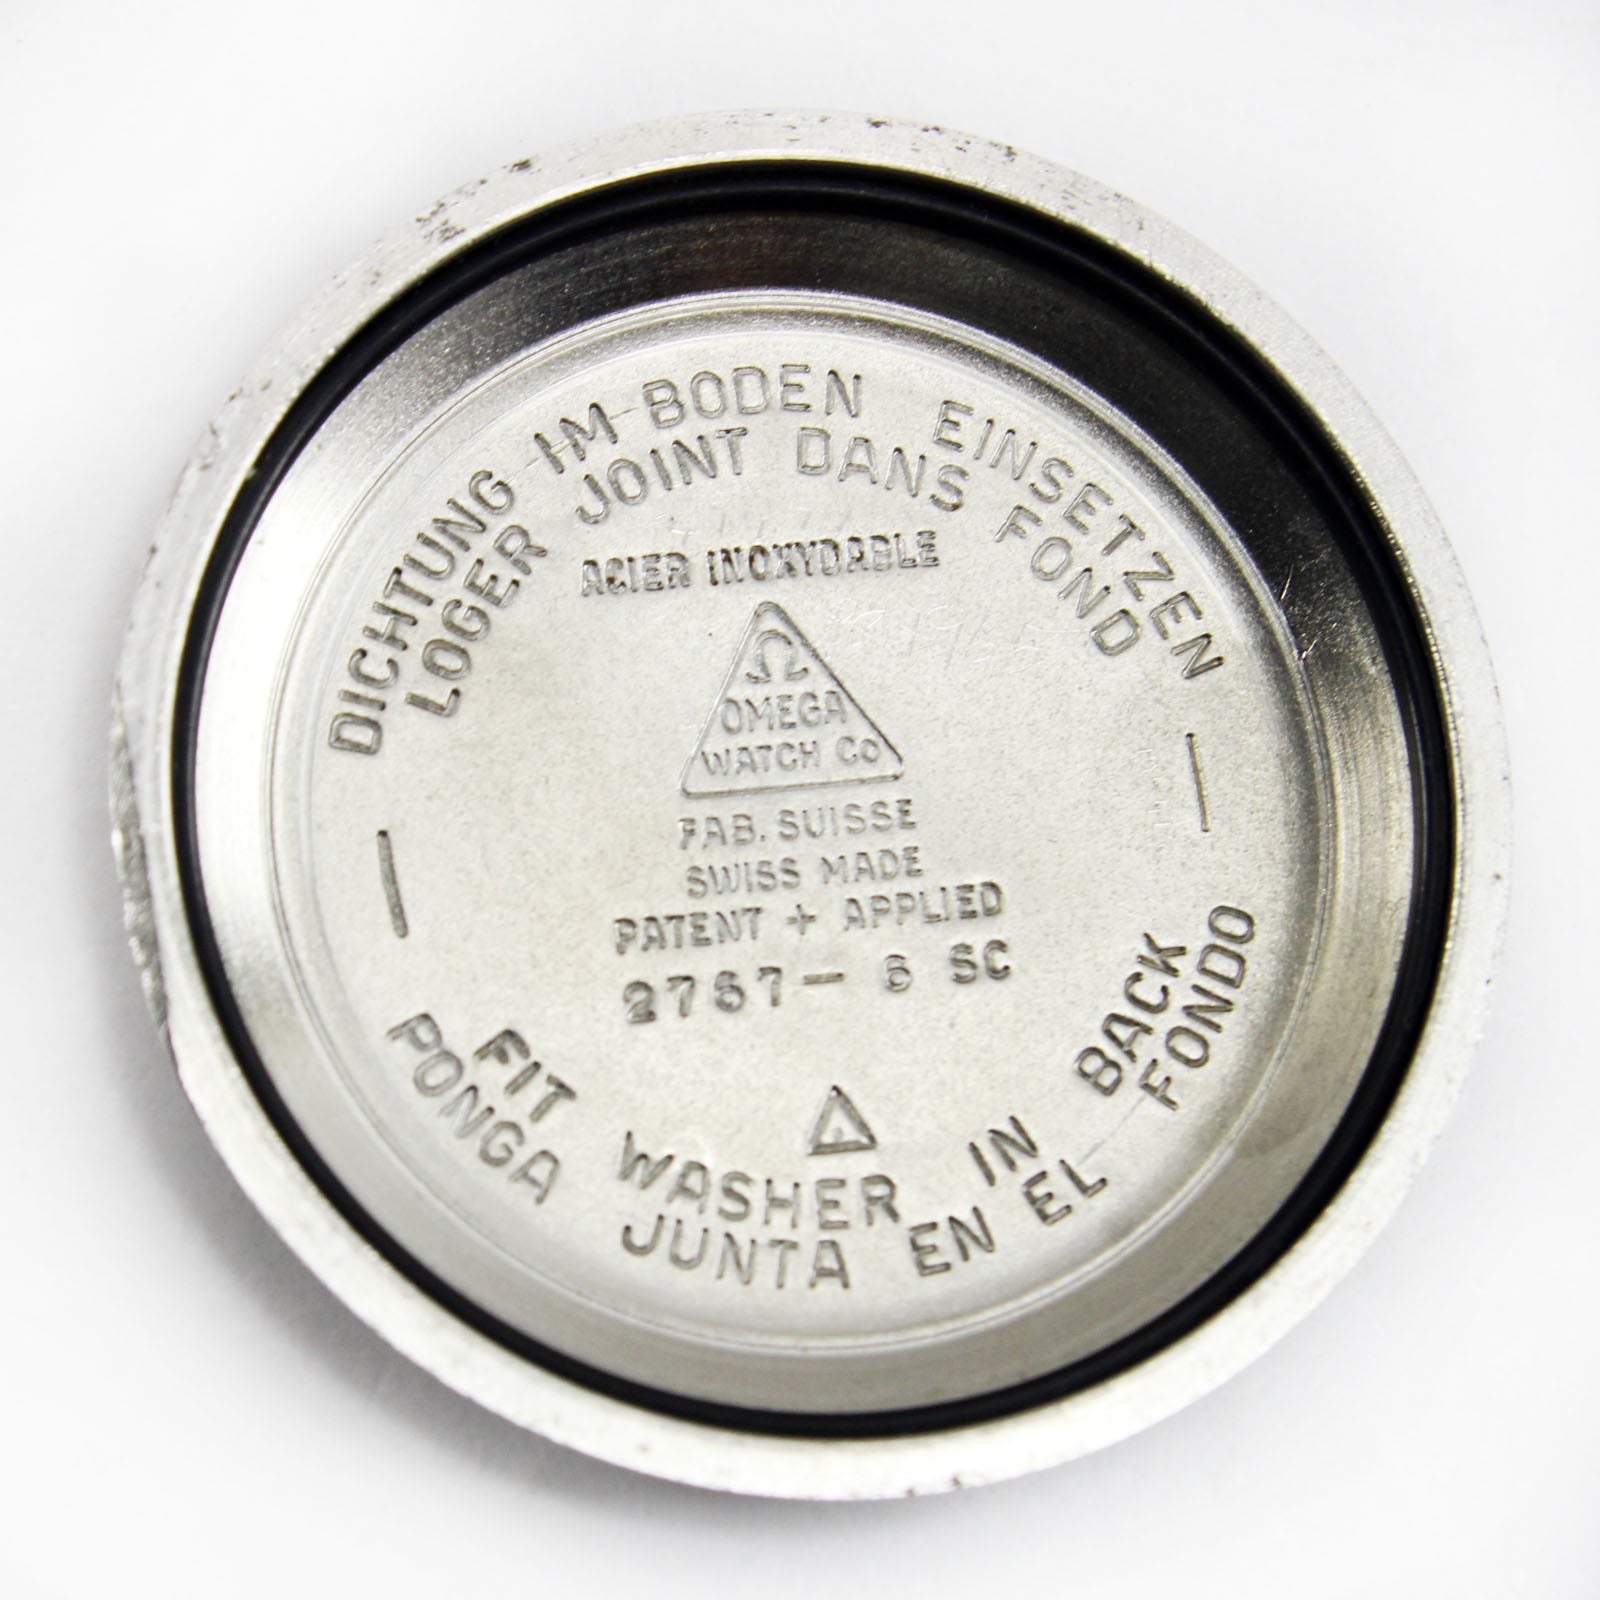 DICHTUNG IM BODEN EINSETZEN
LOGER JOINT DANS FOND
ACIER INOXYDABLE
Ω
OMEGA
WATCH Co
FAB. SUISSE
SWISS MADE
PATENT + APPLIED
2767-6 SC
FIT WASHER IN BACK
PONGA JUNTA EN EL FONDO